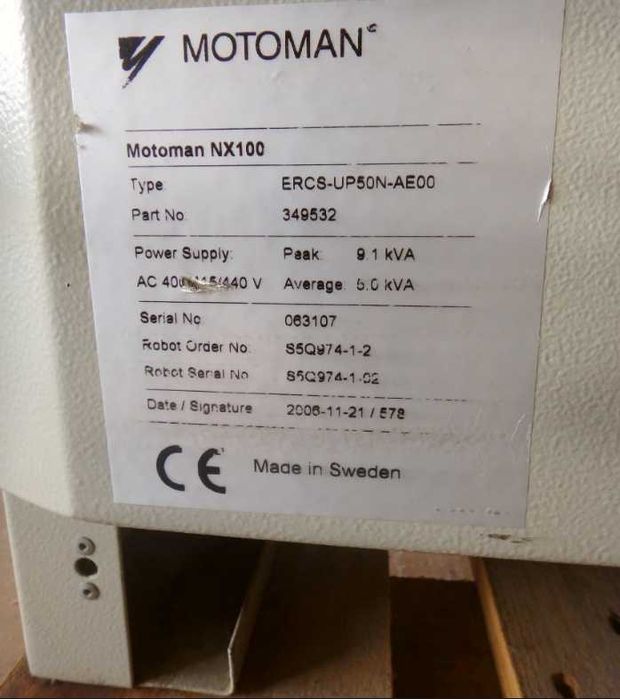 MOTOMAN
Motoman NX100
Type ERCS-UP50N-AE00
Part No 349532
Power Supply: Peak: 9.1 kVA
AC 440 V Average: 5.0 kVA
Serial No 063107
Robot Order No: S5Q974-1-2
Robot Serial No S5Q974-1-02
Date / Signature 2006-11-21 / 578
CE Made in Sweden